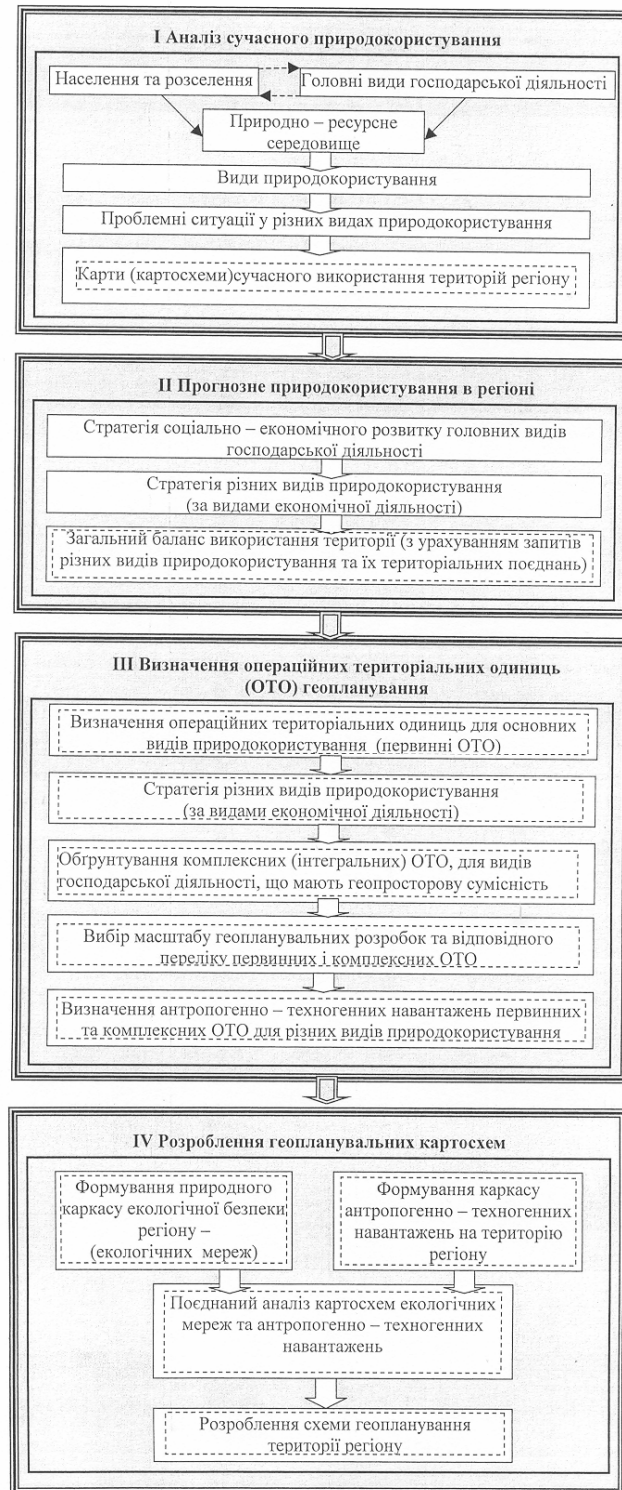 I Аналіз сучасного природокористування
Населення та розселення
Головні види господарської діяльності
Природно – ресурсне
середовище
Види природокористування
Проблемні ситуації у різних видах природокористування
Карти (картосхеми)сучасного використання територій регіону
II Прогнозне природокористування в регіоні
Стратегія соціально – економічного розвитку головних видів
господарської діяльності
Стратегія різних видів природокористування
(за видами економічної діяльності)
Загальний баланс використання території (з урахуванням запитів
різних видів природокористування та їх територіальних поєднань)
III Визначення операційних територіальних одиниць
(ОТО) геопланування
Визначення операційних територіальних одиниць для основних
видів природокористування (первинні ОТО)
Стратегія різних видів природокористування
(за видами економічної діяльності)
Обґрунтування комплексних (інтегральних) ОТО, для видів
господарської діяльності, що мають геопросторову сумісність
Вибір масштабу геопланувальних розробок та відповідного
переліку первинних і комплексних ОТО
Визначення антропогенно – техногенних навантажень первинних
та комплексних ОТО для різних видів природокористування
IV Розроблення геопланувальних картосхем
Формування природного
каркасу екологічної безпеки
регіону –
(екологічних мереж)
Формування каркасу
антропогенно – техногенних
навантажень на територію
регіону
Поєднаний аналіз картосхем екологічних
мереж та антропогенно – техногенних
навантажень
Розроблення схеми геопланування
території регіону